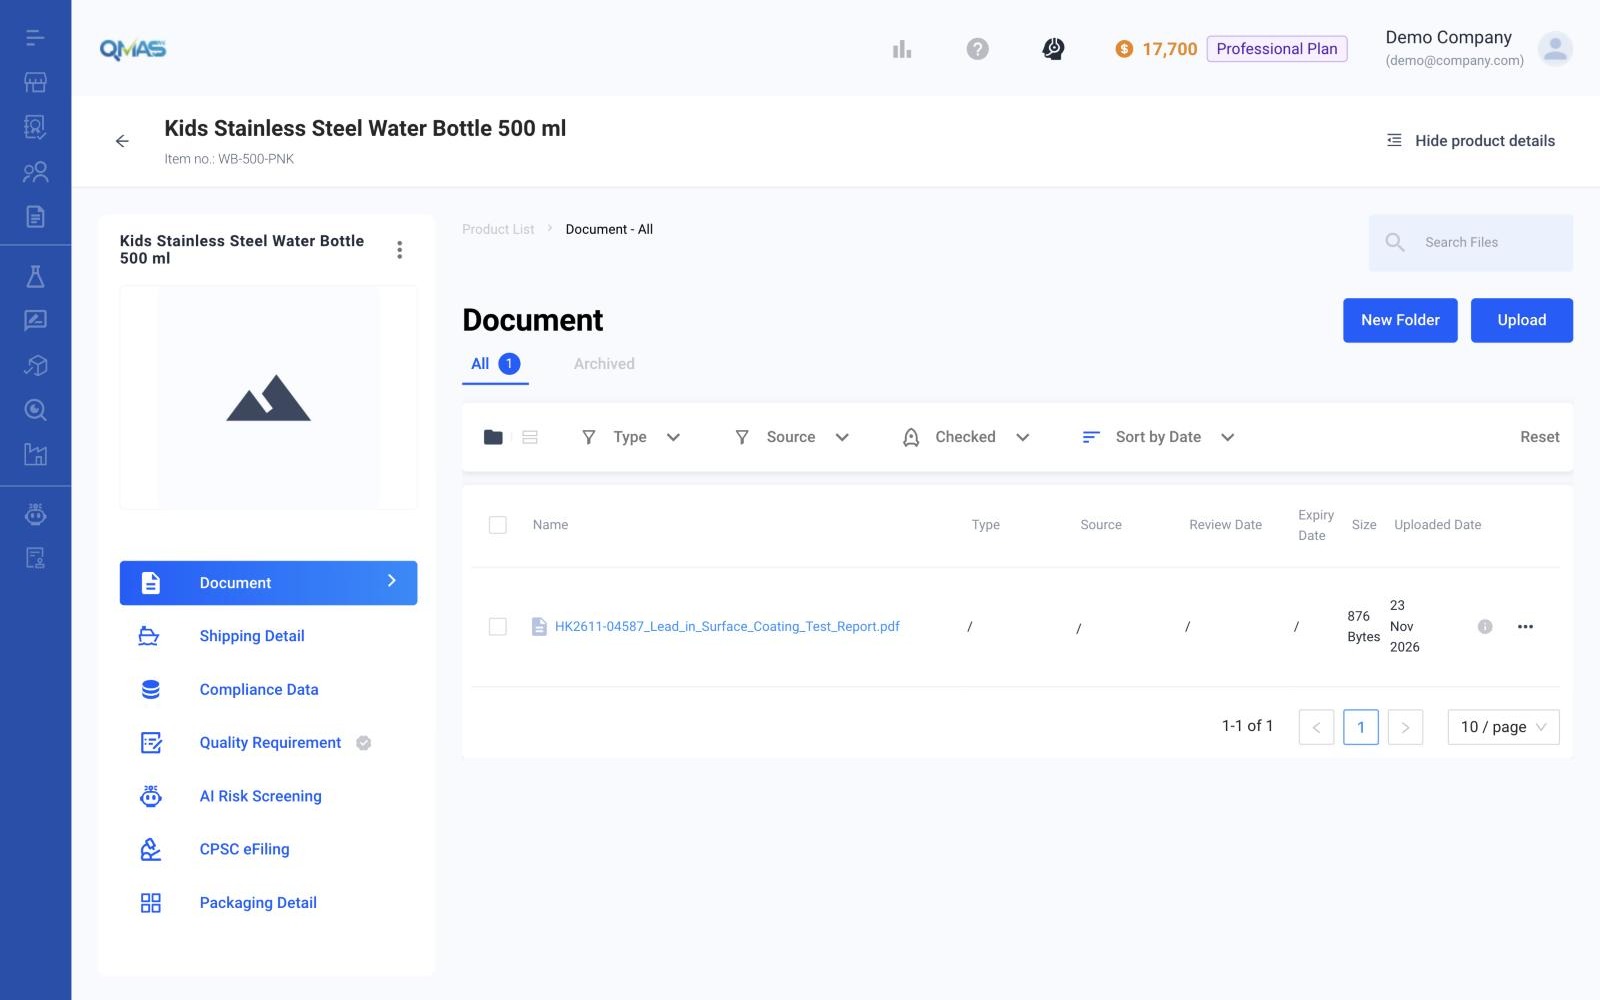 QMAS
17,700
Professional Plan
Demo Company
(demo@company.com)
Kids Stainless Steel Water Bottle 500 ml
Item no.: WB-500-PNK
Hide product details
Kids Stainless Steel Water Bottle
500 ml
Document
Shipping Detail
Compliance Data
Quality Requirement
AI Risk Screening
CPSC eFiling
Packaging Detail
Product List > Document - All
Search Files
Document
New Folder
Upload
All 1
Archived
Type
Source
Checked
Sort by Date
Reset
Name
Type
Source
Review Date
Expiry
Date
Size
Uploaded Date
HK2611-04587_Lead_in_Surface_Coating_Test_Report.pdf
/
/
/
/
876
Bytes
23
Nov
2026
1-1 of 1
<
1
>
10 / page